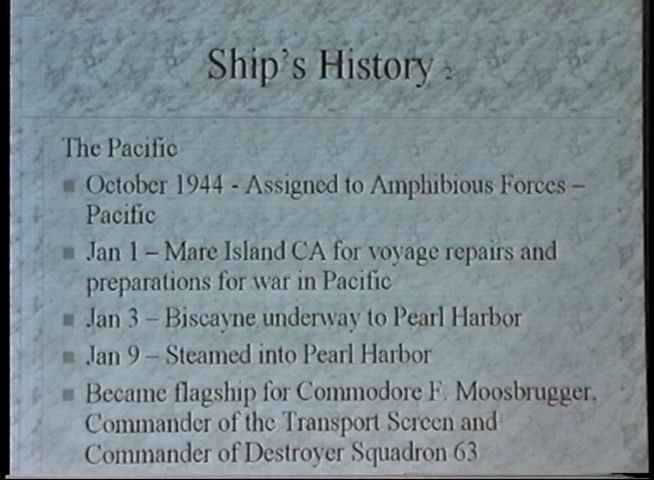 Ship's History 2
The Pacific
October 1944 - Assigned to Amphibious Forces –
Pacific
Jan 1 – Mare Island CA for voyage repairs and
preparations for war in Pacific
Jan 3 – Biscayne underway to Pearl Harbor
Jan 9 – Steamed into Pearl Harbor
Became flagship for Commodore F. Moosbrugger,
Commander of the Transport Screen and
Commander of Destroyer Squadron 63